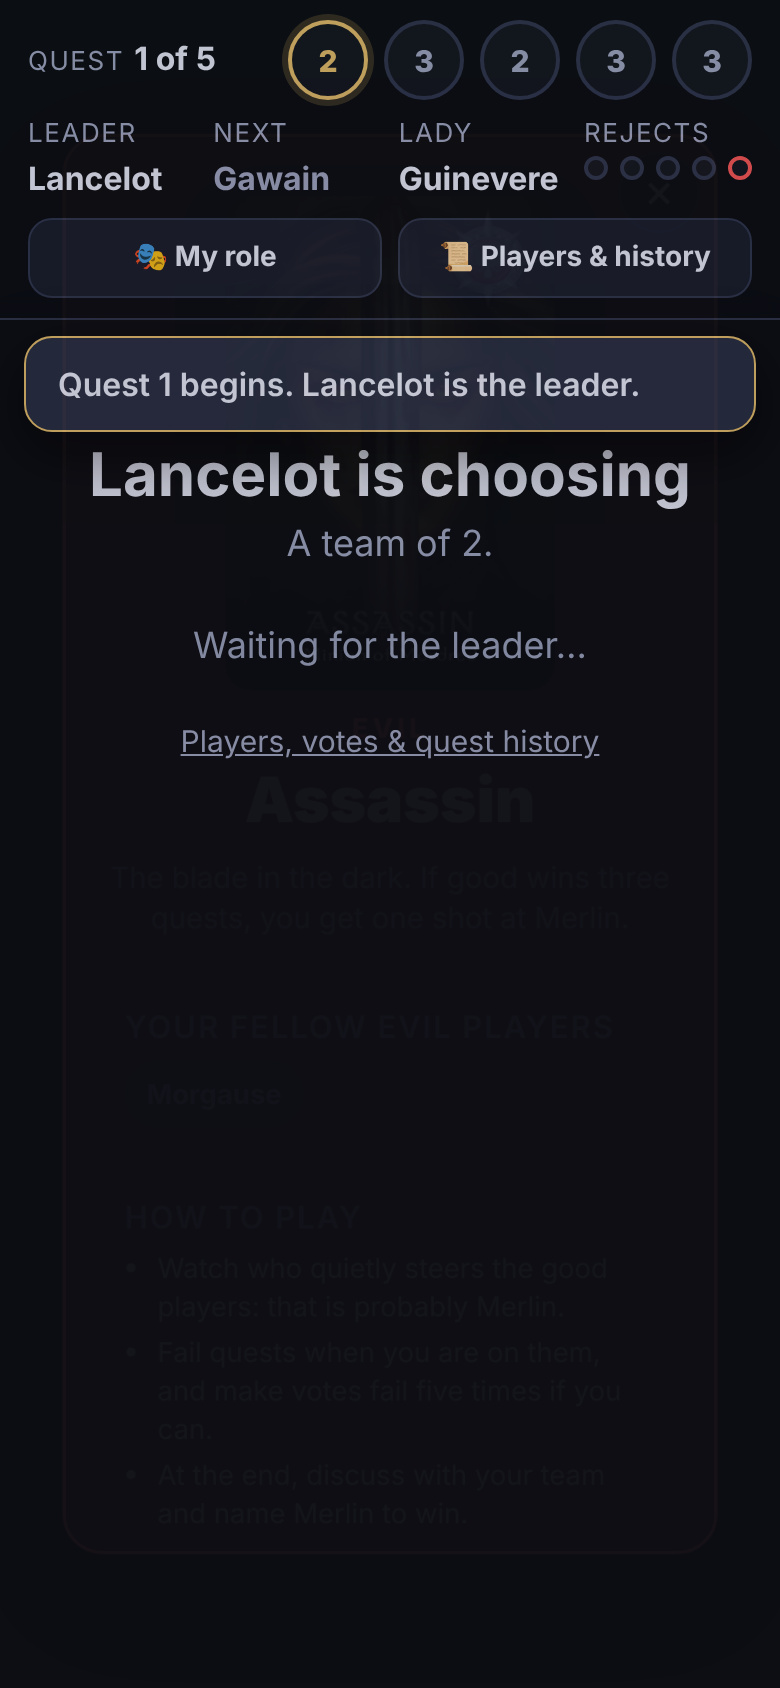 QUEST 1 of 5
2 3 2 3 3
LEADER NEXT LADY REJECTS
Lancelot Gawain Guinevere
🎭 My role 📜 Players & history
Quest 1 begins. Lancelot is the leader.
Lancelot is choosing
A team of 2.
ASSASSIN
Waiting for the leader...
EVIL
Players, votes & quest history
Assassin
The blade in the dark. If good wins three
quests, you get one shot at Merlin.
YOUR FELLOW EVIL PLAYERS
Morgause
HOW TO PLAY
• Watch who quietly steers the good
players; that is probably Merlin.
• Fail quests when you are on them,
and make votes fail five times if you
can.
• At the end, discuss with your team
and name Merlin to win.